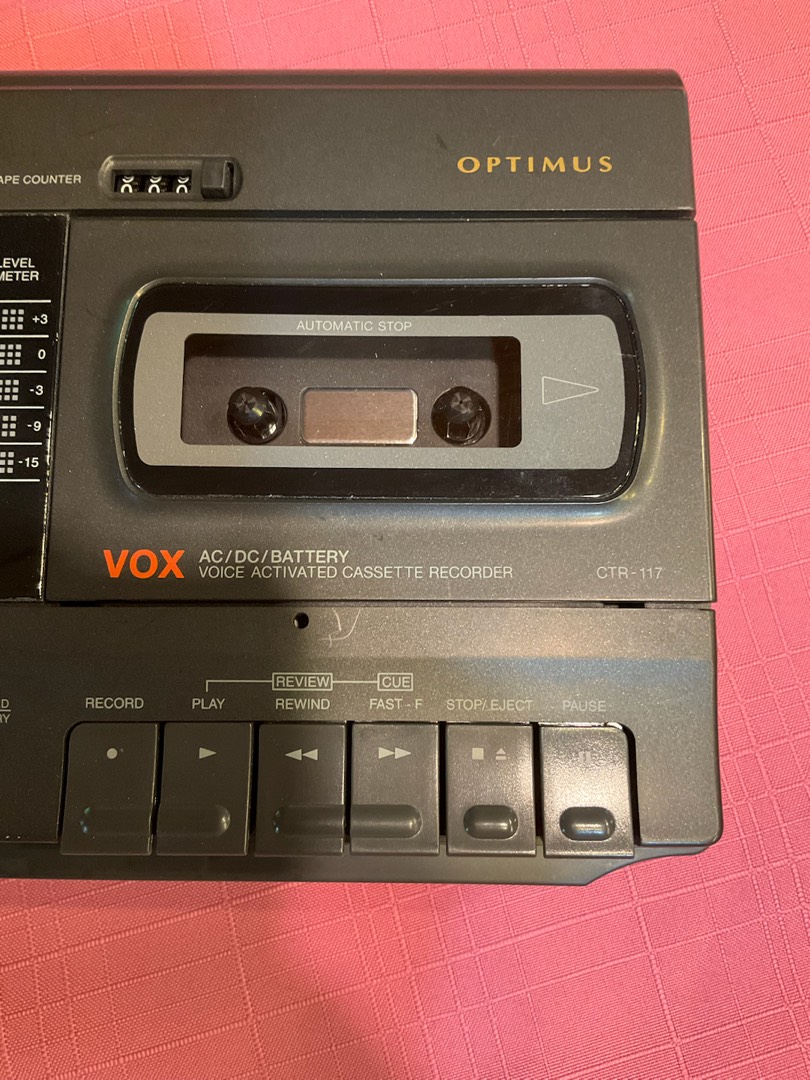 OPTIMUS
APE COUNTER
LEVEL
METER
+3
0
-3
-9
-15
AUTOMATIC STOP
VOX AC/DC/BATTERY
VOICE ACTIVATED CASSETTE RECORDER
CTR-117
REVIEW CUE
RECORD PLAY REWIND FAST-F STOP/EJECT PAUSE